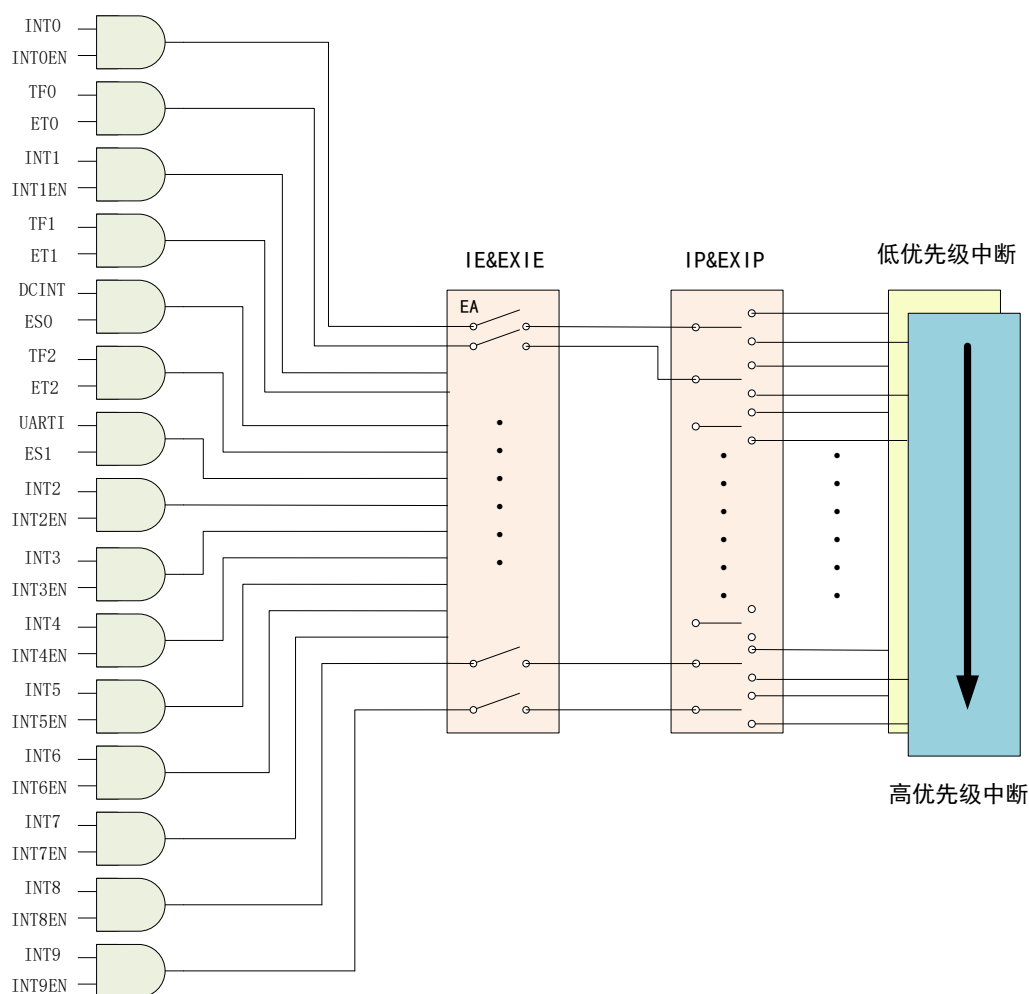 INT0
INT0EN
TF0
ET0
INT1
INT1EN
TF1
ET1
DCINT
ES0
TF2
ET2
UARTI
ES1
INT2
INT2EN
INT3
INT3EN
INT4
INT4EN
INT5
INT5EN
INT6
INT6EN
INT7
INT7EN
INT8
INT8EN
INT9
INT9EN
IE&EXIE
EA
IP&EXIP
低优先级中断
高优先级中断